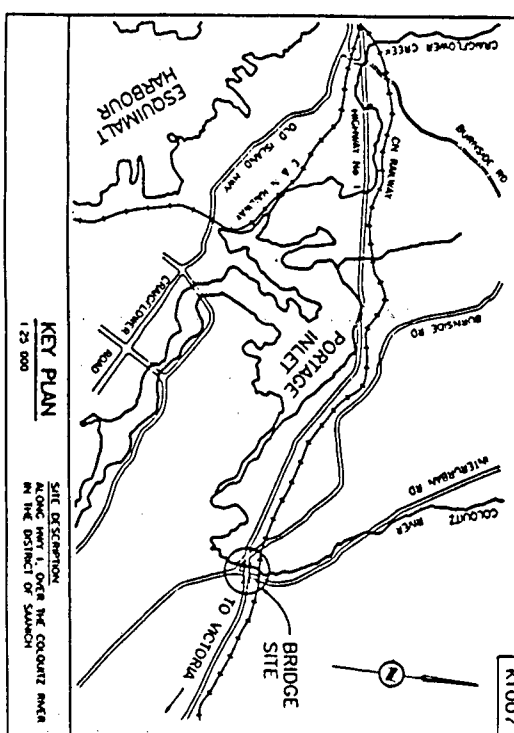 CRAIGFLOWER CREEK
BURNSIDE RD
CN RAILWAY
HIGHWAY No 1
ESQUIMALT
HARBOUR
OLD ISLAND HWY
E & N RAILWAY
BURNSIDE RD
PORTAGE
INLET
CRAIGFLOWER
ROAD
INTERURBAN RD
COLQUITZ
RIVER
TO VICTORIA
BRIDGE
SITE
N
KEY PLAN
1:25 000
SITE DESCRIPTION
ALONG HWY 1, OVER THE COLQUITZ RIVER
IN THE DISTRICT OF SAANICH